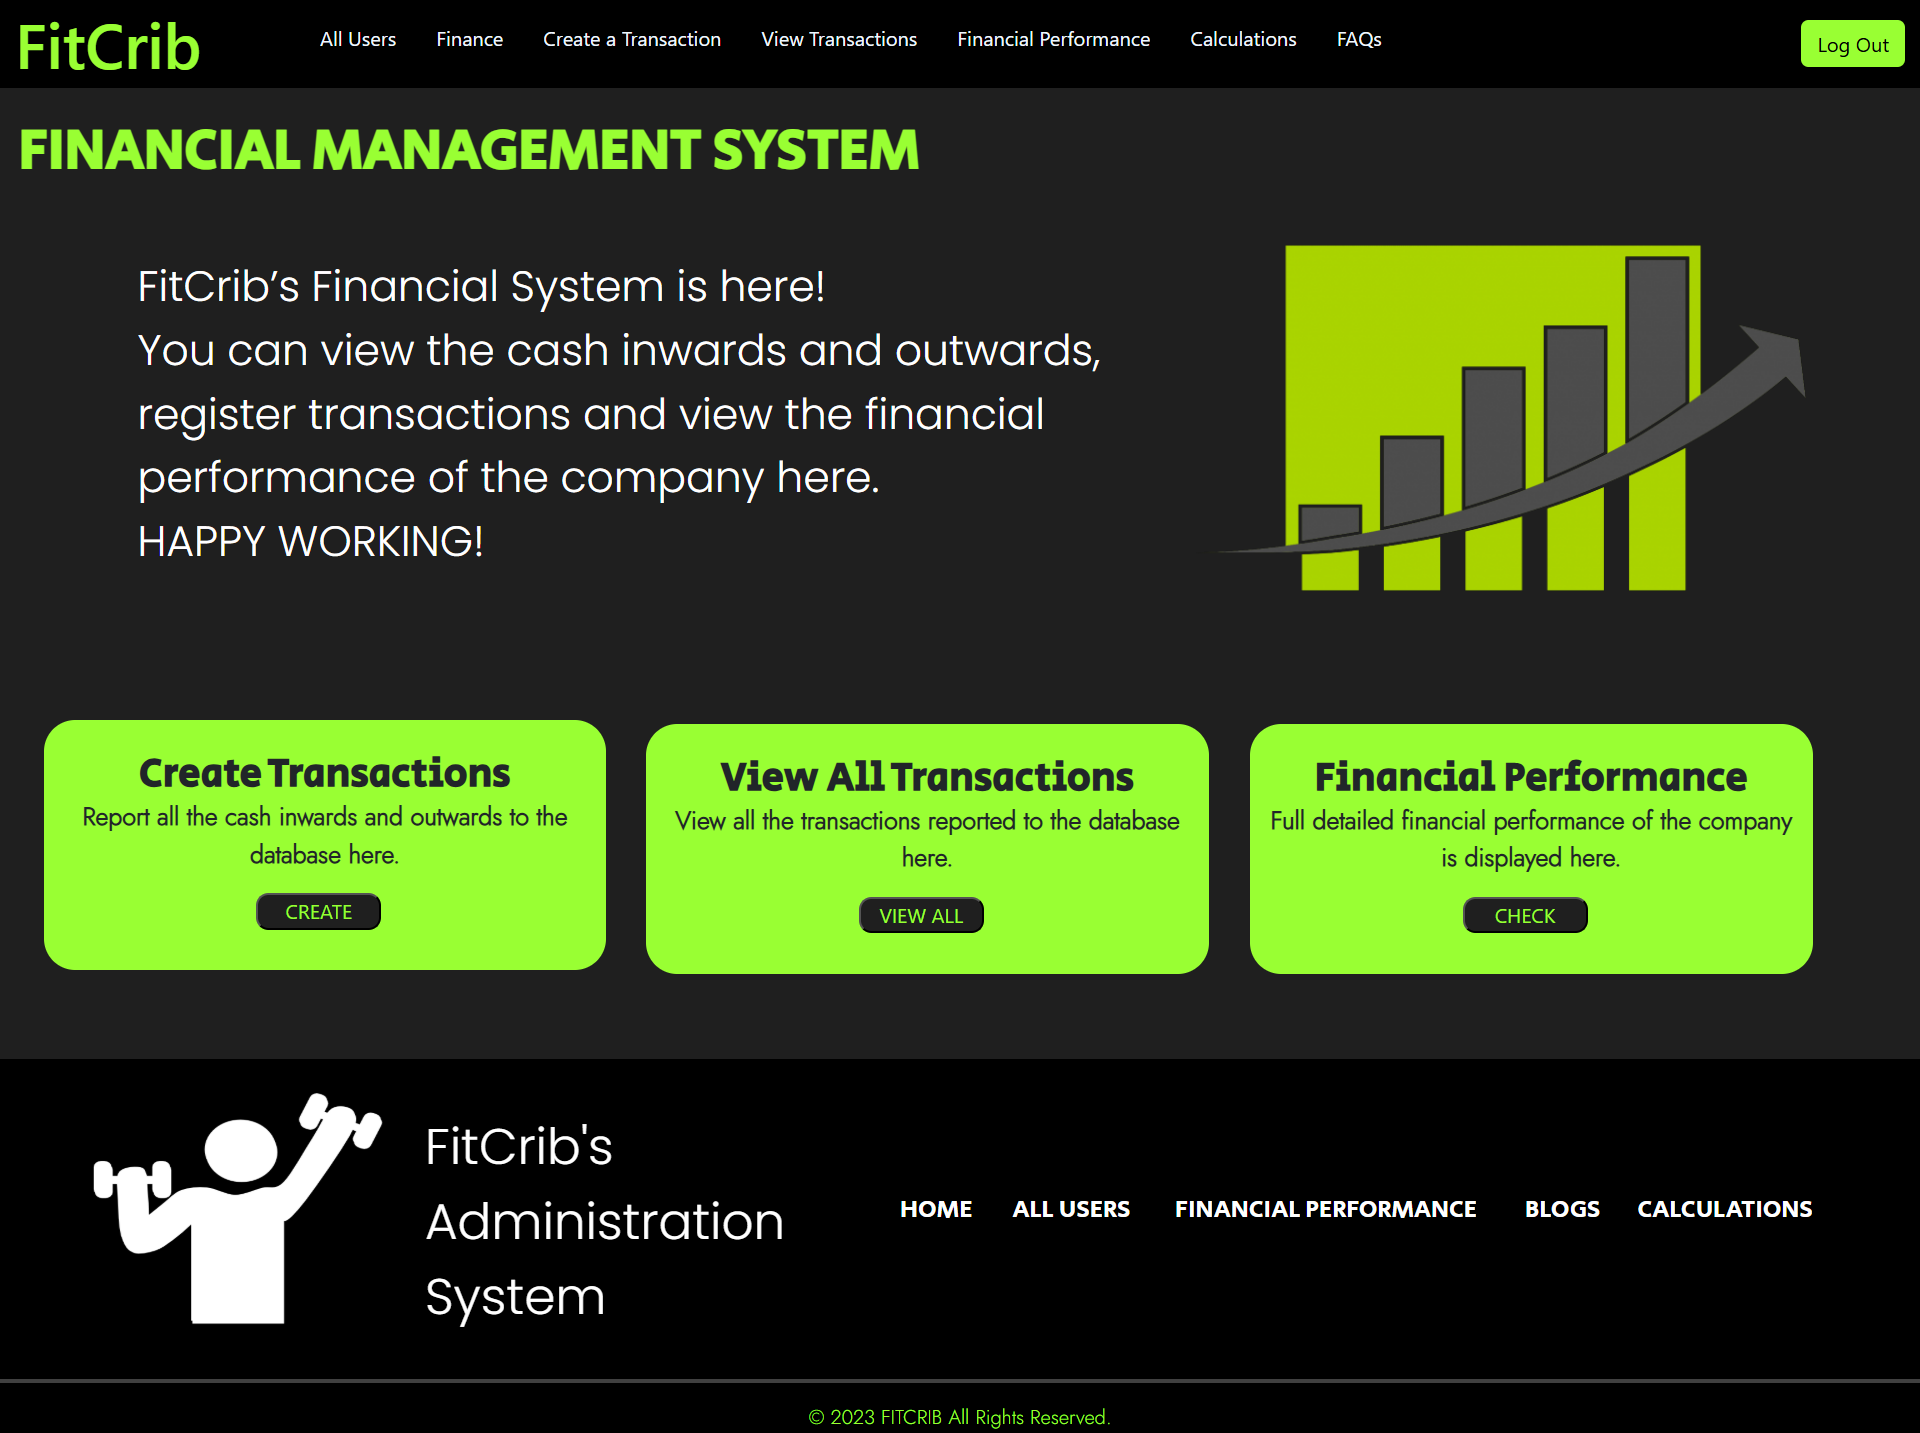 FitCrib
All Users
Finance
Create a Transaction
View Transactions
Financial Performance
Calculations
FAQs
Log Out
FINANCIAL MANAGEMENT SYSTEM
FitCrib’s Financial System is here!
You can view the cash inwards and outwards,
register transactions and view the financial
performance of the company here.
HAPPY WORKING!
Create Transactions
Report all the cash inwards and outwards to the
database here.
CREATE
View All Transactions
View all the transactions reported to the database
here.
VIEW ALL
Financial Performance
Full detailed financial performance of the company
is displayed here.
CHECK
FitCrib's
Administration
System
HOME
ALL USERS
FINANCIAL PERFORMANCE
BLOGS
CALCULATIONS
© 2023 FITCRIB All Rights Reserved.